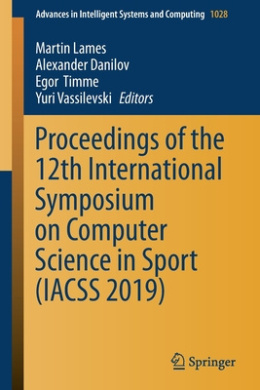 Advances in Intelligent Systems and Computing 1028
Martin Lames
Alexander Danilov
Egor Timme
Yuri Vassilevski Editors
Proceedings of the
12th International
Symposium
on Computer
Science in Sport
(IACSS 2019)
Springer